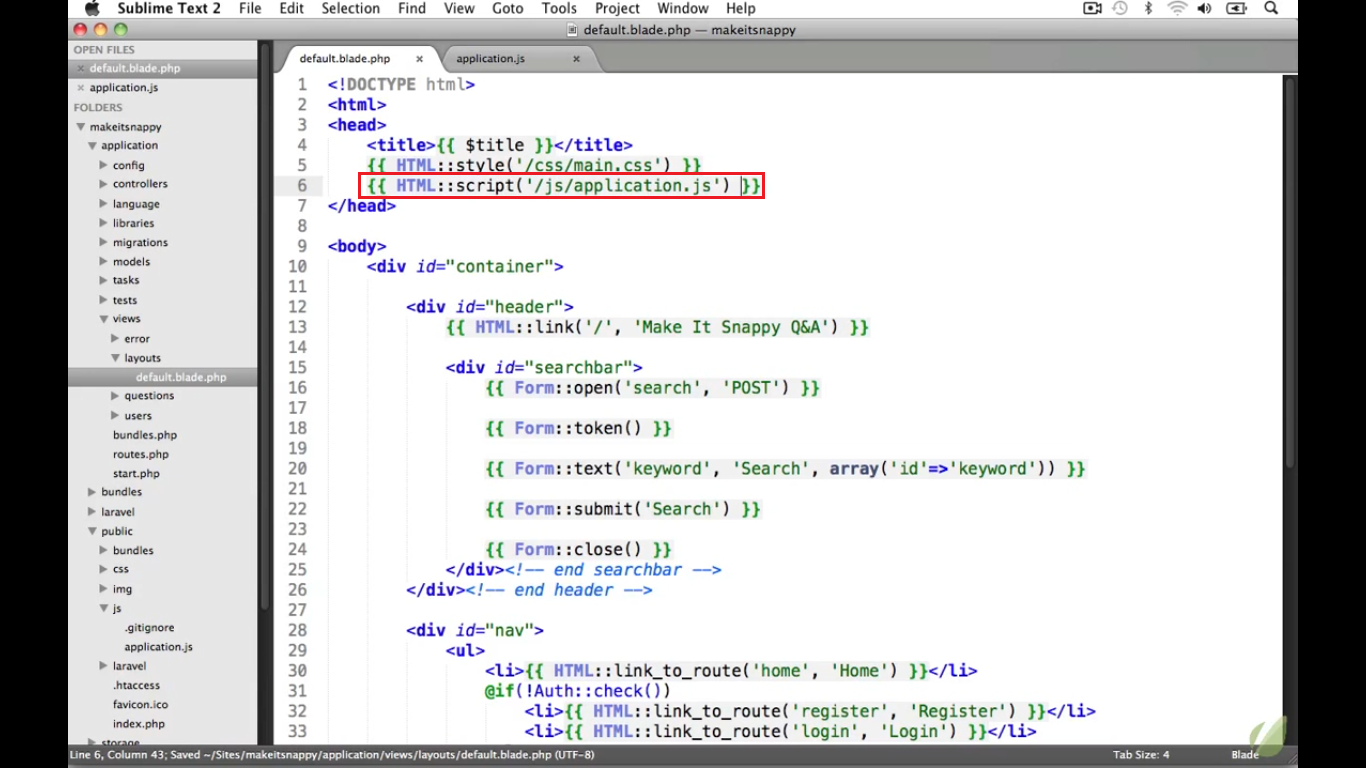 Sublime Text 2 File Edit Selection Find View Goto Tools Project Window Help
default.blade.php — makeitsnappy
OPEN FILES
× default.blade.php
× application.js
FOLDERS
makeitsnappy
application
config
controllers
language
libraries
migrations
models
tasks
tests
views
error
layouts
default.blade.php
questions
users
bundles.php
routes.php
start.php
bundles
laravel
public
bundles
css
img
js
.gitignore
application.js
laravel
.htaccess
favicon.ico
index.php
storage
default.blade.php × application.js ×
1 <!DOCTYPE html>
2 <html>
3 <head>
4 <title>{{ $title }}</title>
5 {{ HTML::style('/css/main.css') }}
6 {{ HTML::script('/js/application.js') }}
7 </head>
8
9 <body>
10 <div id="container">
11
12 <div id="header">
13 {{ HTML::link('/', 'Make It Snappy Q&A') }}
14
15 <div id="searchbar">
16 {{ Form::open('search', 'POST') }}
17
18 {{ Form::token() }}
19
20 {{ Form::text('keyword', 'Search', array('id'=>'keyword')) }}
21
22 {{ Form::submit('Search') }}
23
24 {{ Form::close() }}
25 </div><!-- end searchbar -->
26 </div><!-- end header -->
27
28 <div id="nav">
29 <ul>
30 <li>{{ HTML::link_to_route('home', 'Home') }}</li>
31 @if(!Auth::check())
32 <li>{{ HTML::link_to_route('register', 'Register') }}</li>
33 <li>{{ HTML::link_to_route('login', 'Login') }}</li>
Line 6, Column 43; Saved ~/Sites/makeitsnappy/application/views/layouts/default.blade.php (UTF-8) Tab Size: 4 Blade